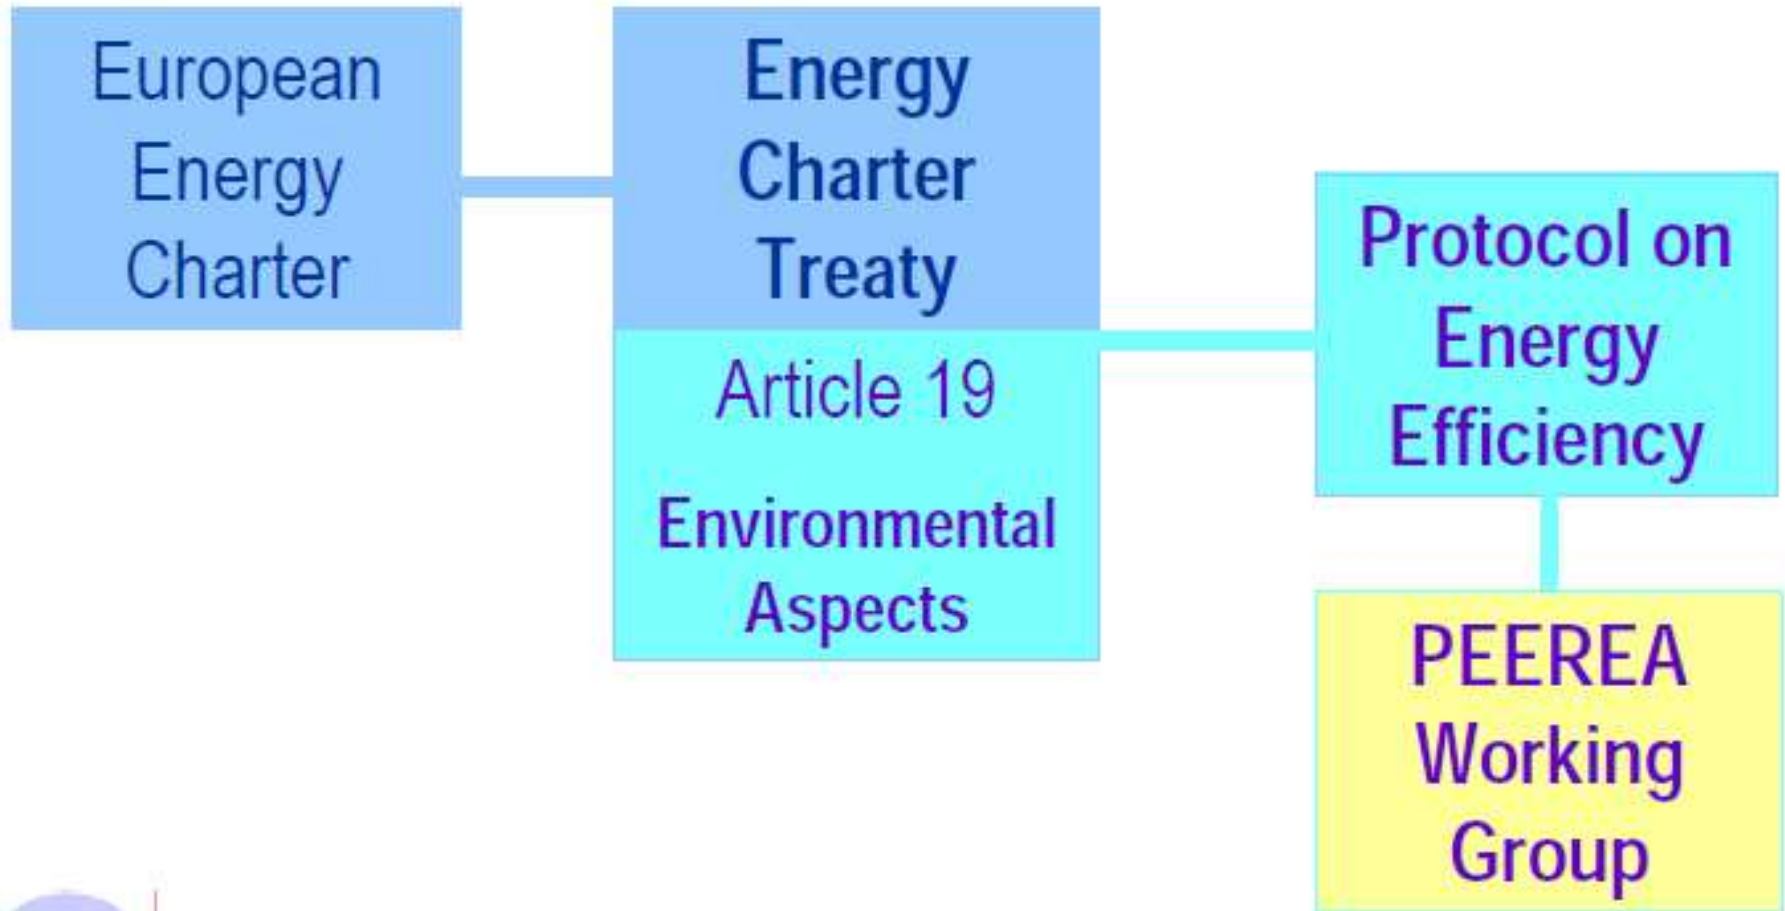 European
Energy
Charter
Energy
Charter
Treaty
Article 19
Environmental
Aspects
Protocol on
Energy
Efficiency
PEEREA
Working
Group